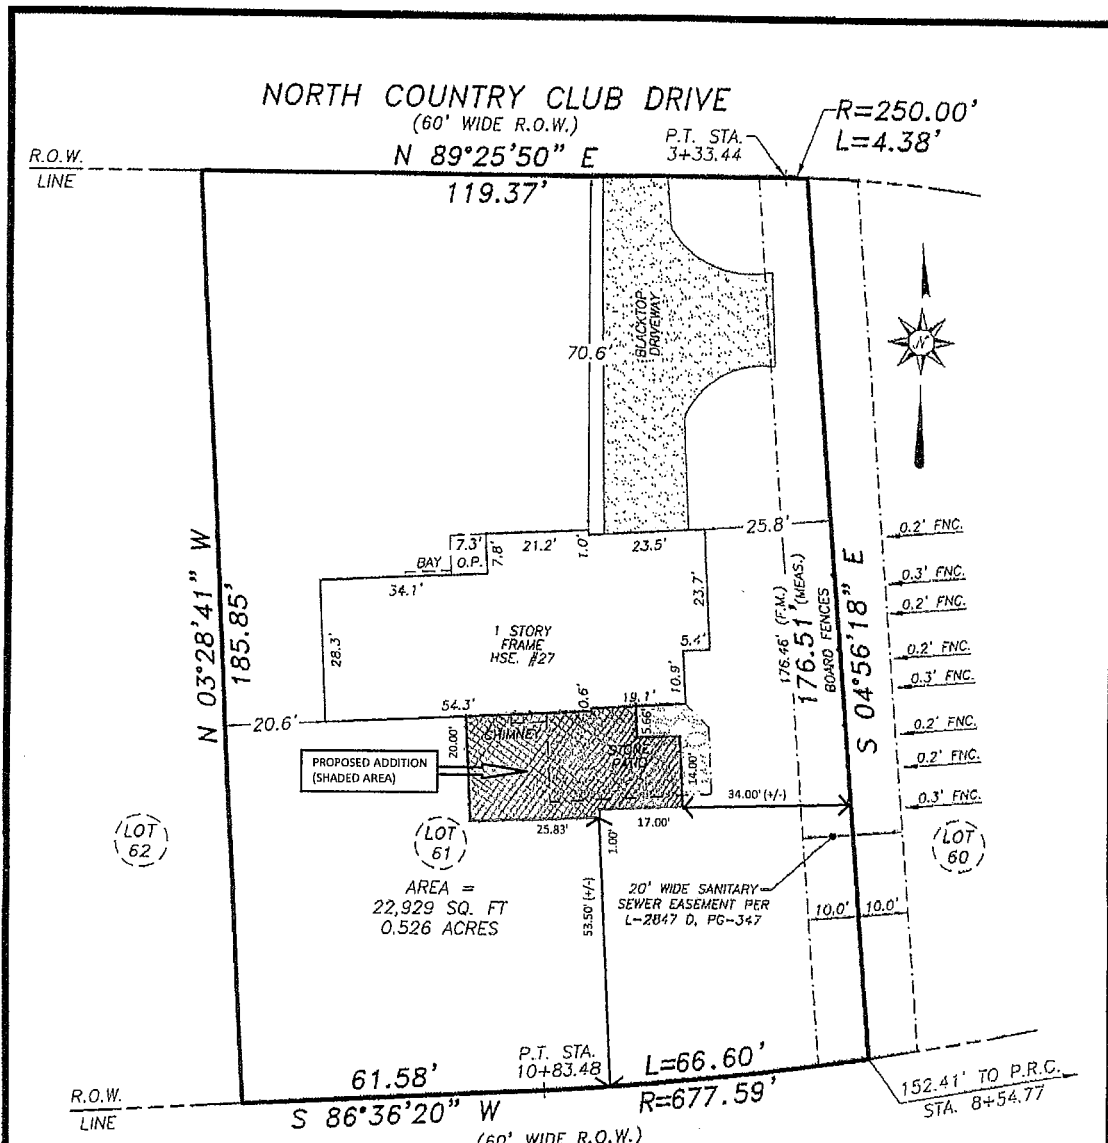 NORTH COUNTRY CLUB DRIVE
(60' WIDE R.O.W.)
N 89°25'50" E
119.37'
P.T. STA.
3+33.44
R=250.00'
L=4.38'
R.O.W.
LINE
BLACKTOP
DRIVEWAY
70.6'
N
25.8'
0.2' FNC.
0.3' FNC.
0.2' FNC.
0.2' FNC.
0.3' FNC.
0.2' FNC.
0.2' FNC.
0.3' FNC.
7.3'
BAY
O.P.
7.8'
21.2'
1.0'
23.5'
34.1'
23.7'
28.3'
1 STORY
FRAME
HSE. #27
5.4'
10.9'
176.46' (F.M.)
176.51' (MEAS.)
BOARD FENCES
S 04°56'18" E
N 03°28'41" W
185.85'
20.6'
54.3'
0.6'
19.1'
CHIMNEY
5.66'
20.00'
STONE
PATIO
14.00'
PROPOSED ADDITION
(SHADED AREA)
34.00' (+/-)
25.83'
17.00'
1.00'
LOT
62
LOT
61
LOT
60
AREA =
22,929 SQ. FT
0.526 ACRES
53.50' (+/-)
20' WIDE SANITARY
SEWER EASEMENT PER
L-2847 D, PG-347
10.0'
10.0'
P.T. STA.
10+83.48
61.58'
S 86°36'20" W
L=66.60'
R=677.59'
152.41' TO P.R.C.
STA. 8+54.77
R.O.W.
LINE
(60' WIDE R.O.W.)